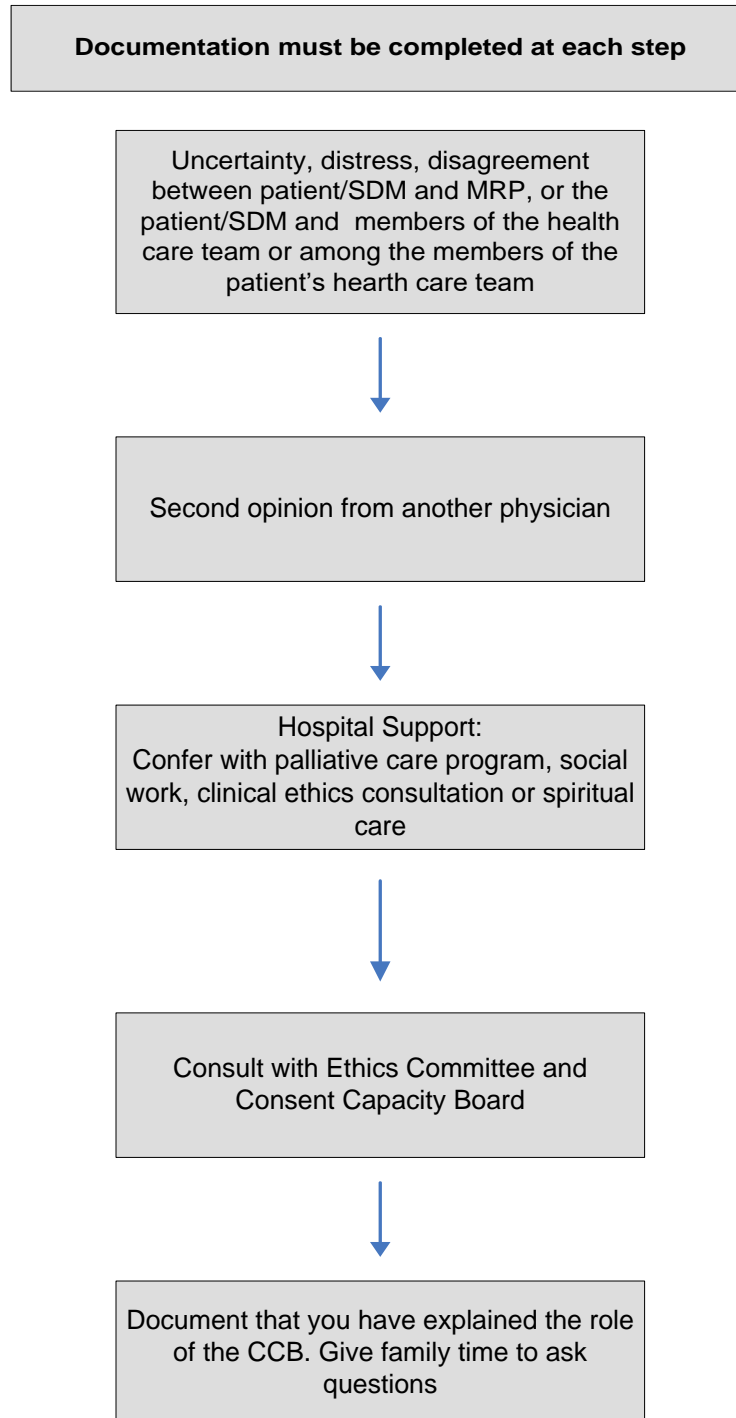 Documentation must be completed at each step
Uncertainty, distress, disagreement
between patient/SDM and MRP, or the
patient/SDM and  members of the health
care team or among the members of the
patient's hearth care team
Second opinion from another physician
Hospital Support:
Confer with palliative care program, social
work, clinical ethics consultation or spiritual
care
Consult with Ethics Committee and
Consent Capacity Board
Document that you have explained the role
of the CCB. Give family time to ask
questions